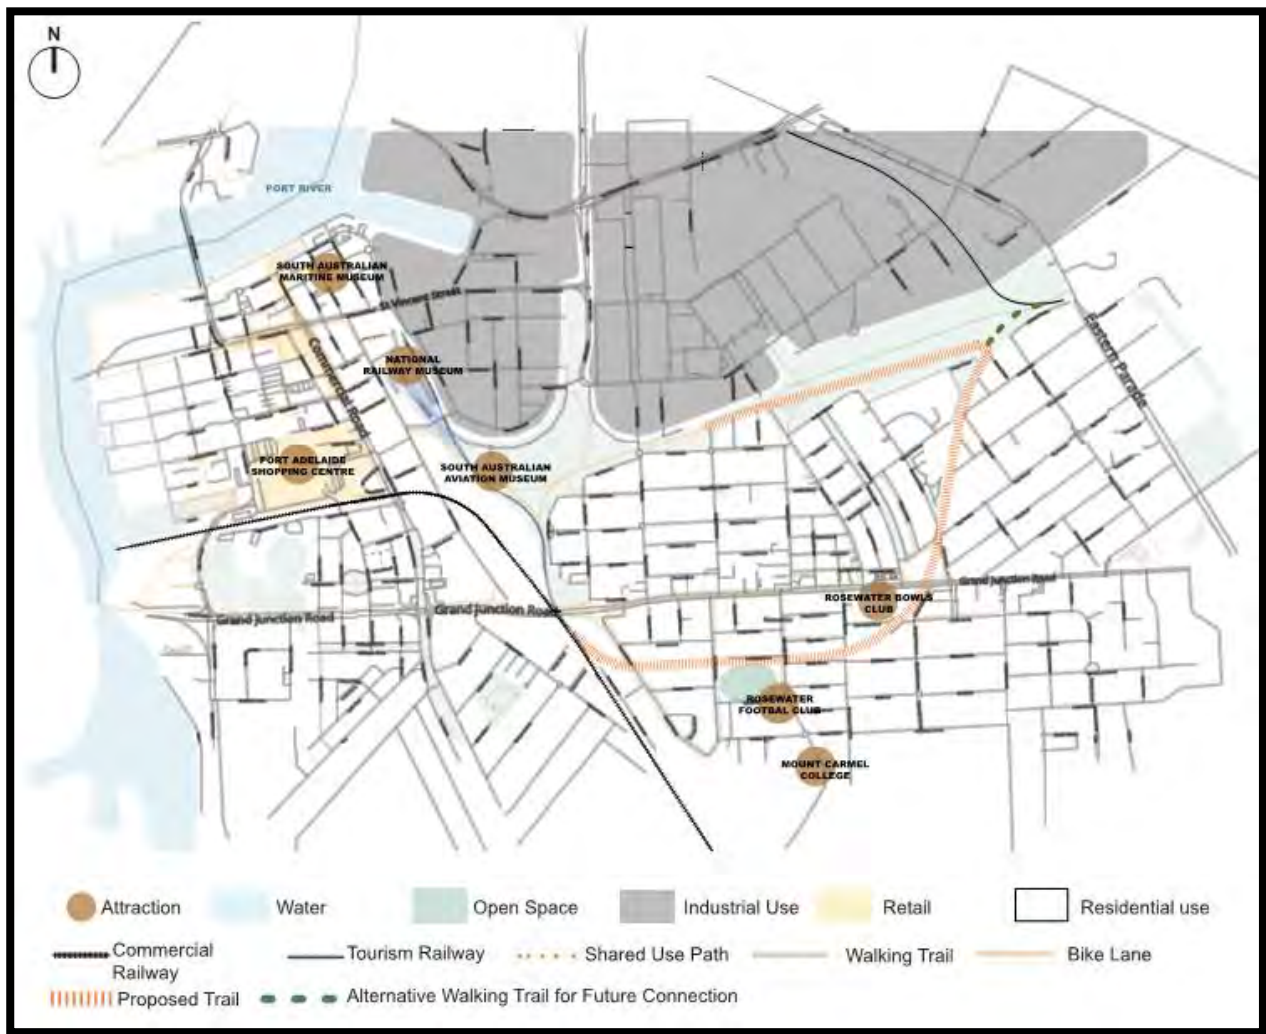 N
PORT RIVER
SOUTH AUSTRALIAN
MARITIME MUSEUM
St Vincent Street
NATIONAL
RAILWAY MUSEUM
Commercial Road
Eastern Parade
PORT ADELAIDE
SHOPPING CENTRE
SOUTH AUSTRALIAN
AVIATION MUSEUM
Grand Junction Road
ROSEWATER BOWLS
CLUB
Grand Junction Road
Grand Junction Road
ROSEWATER
FOOTBAL CLUB
MOUNT CARMEL
COLLEGE
Attraction
Water
Open Space
Industrial Use
Retail
Residential use
Commercial
Railway
Tourism Railway
Shared Use Path
Walking Trail
Bike Lane
Proposed Trail
Alternative Walking Trail for Future Connection